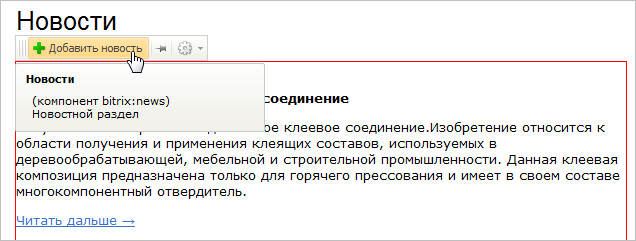 Новости
Добавить новость
Новости
(компонент bitrix:news)
Новостной раздел
соединение
ое клеевое соединение.Изобретение относится к
области получения и применения клеящих составов, используемых в
деревообрабатывающей, мебельной и строительной промышленности. Данная клеевая
композиция предназначена только для горячего прессования и имеет в своем составе
многокомпонентный отвердитель.
Читать дальше →